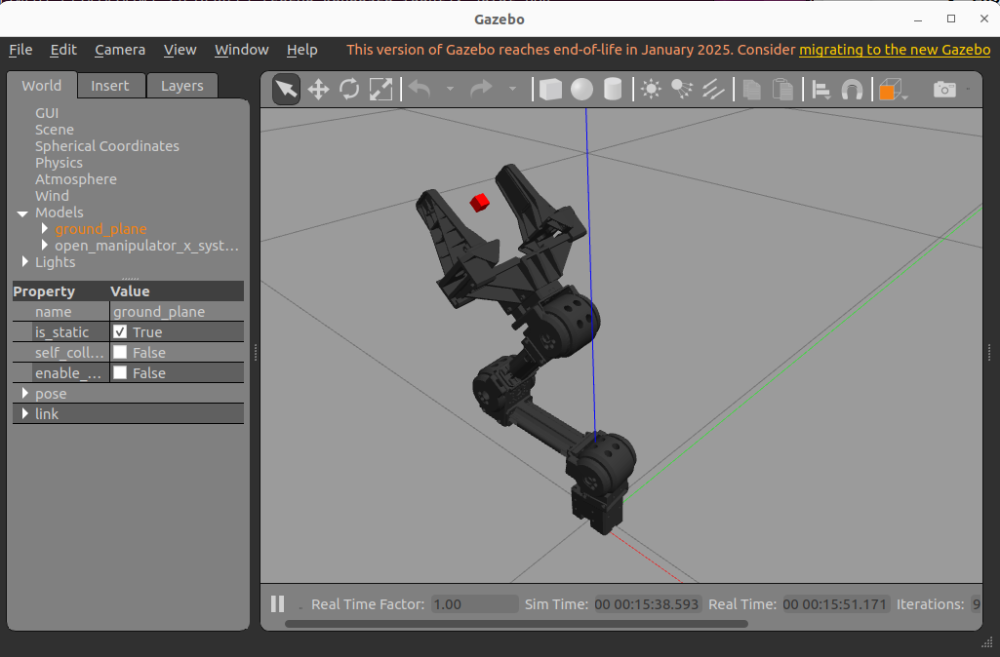 Gazebo
File Edit Camera View Window Help This version of Gazebo reaches end-of-life in January 2025. Consider migrating to the new Gazebo
World Insert Layers
GUI
Scene
Spherical Coordinates
Physics
Atmosphere
Wind
Models
ground_plane
open_manipulator_x_syst...
Lights
Property Value
name ground_plane
is_static True
self_coll... False
enable_... False
pose
link
Real Time Factor: 1.00 Sim Time: 00 00:15:38.593 Real Time: 00 00:15:51.171 Iterations: 9